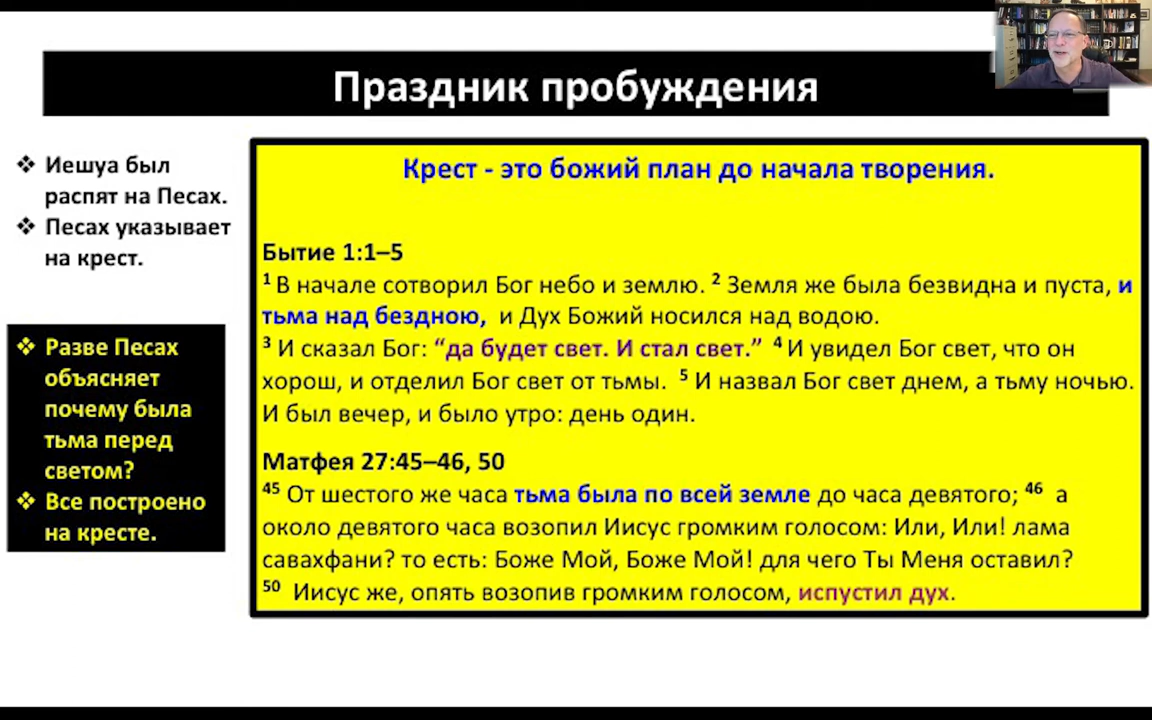 Праздник пробуждения
❖ Иешуа был
распят на Песах.
❖ Песах указывает
на крест.
❖ Разве Песах
объясняет
почему была
тьма перед
светом?
❖ Все построено
на кресте.
Крест - это божий план до начала творения.
Бытие 1:1–5
1 В начале сотворил Бог небо и землю. 2 Земля же была безвидна и пуста, и
тьма над бездною, и Дух Божий носился над водою.
3 И сказал Бог: “да будет свет. И стал свет.” 4 И увидел Бог свет, что он
хорош, и отделил Бог свет от тьмы. 5 И назвал Бог свет днем, а тьму ночью.
И был вечер, и было утро: день один.
Матфея 27:45–46, 50
45 От шестого же часа тьма была по всей земле до часа девятого; 46 а
около девятого часа возопил Иисус громким голосом: Или, Или! лама
савахфани? то есть: Боже Мой, Боже Мой! для чего Ты Меня оставил?
50 Иисус же, опять возопив громким голосом, испустил дух.